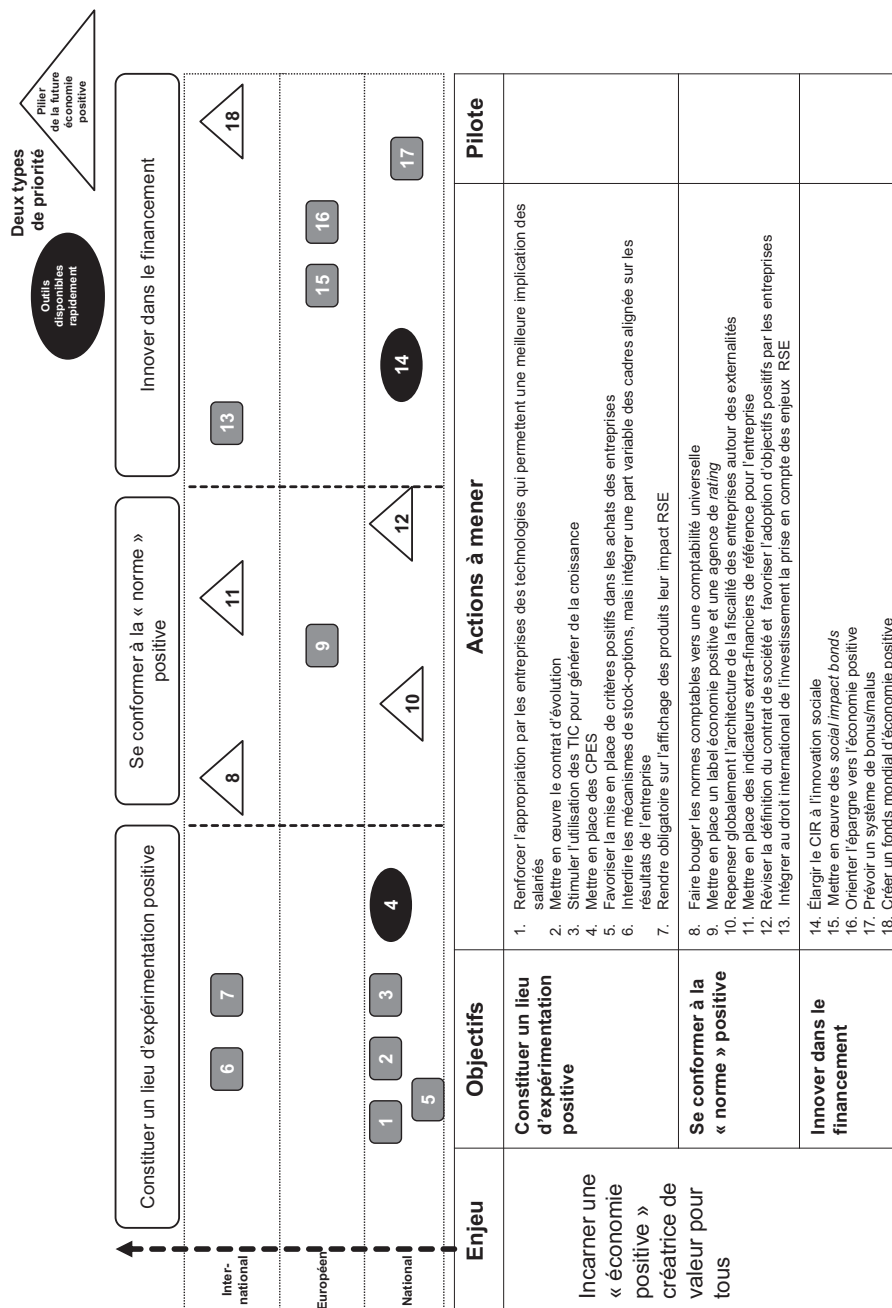 Deux types
de priorité
Outils
disponibles
rapidement
Pilier
de la future
économie
positive
Constituer un lieu d'expérimentation positive
Se conformer à la « norme »
positive
Innover dans le financement
Inter-
national
6
7
8
11
13
18
Européen
9
15
16
National
1
2
3
4
5
10
12
14
17
Enjeu
Objectifs
Actions à mener
Pilote
Incarner une
« économie
positive »
créatrice de
valeur pour
tous
Constituer un lieu
d'expérimentation
positive
1. Renforcer l'appropriation par les entreprises des technologies qui permettent une meilleure implication des
salariés
2. Mettre en œuvre le contrat d'évolution
3. Stimuler l'utilisation des TIC pour générer de la croissance
4. Mettre en place des CPES
5. Favoriser la mise en place de critères positifs dans les achats des entreprises
6. Interdire les mécanismes de stock-options, mais intégrer une part variable des cadres alignée sur les
résultats de l'entreprise
7. Rendre obligatoire sur l'affichage des produits leur impact RSE
Se conformer à la
« norme » positive
8. Faire bouger les normes comptables vers une comptabilité universelle
9. Mettre en place un label économie positive et une agence de rating
10. Repenser globalement l'architecture de la fiscalité des entreprises autour des externalités
11. Mettre en place des indicateurs extra-financiers de référence pour l'entreprise
12. Réviser la définition du contrat de société et favoriser l'adoption d'objectifs positifs par les entreprises
13. Intégrer au droit international de l'investissement la prise en compte des enjeux RSE
Innover dans le
financement
14. Élargir le CIR à l'innovation sociale
15. Mettre en œuvre des social impact bonds
16. Orienter l'épargne vers l'économie positive
17. Prévoir un système de bonus/malus
18. Créer un fonds mondial d'économie positive